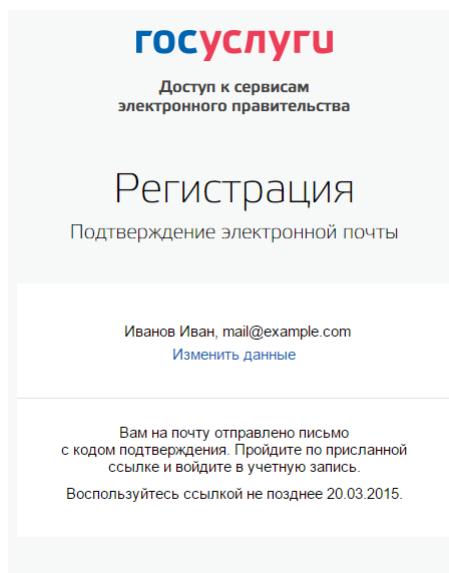 госуслуги
Доступ к сервисам
электронного правительства
Регистрация
Подтверждение электронной почты
Иванов Иван, mail@example.com
Изменить данные
Вам на почту отправлено письмо
с кодом подтверждения. Пройдите по присланной
ссылке и войдите в учетную запись.
Воспользуйтесь ссылкой не позднее 20.03.2015.